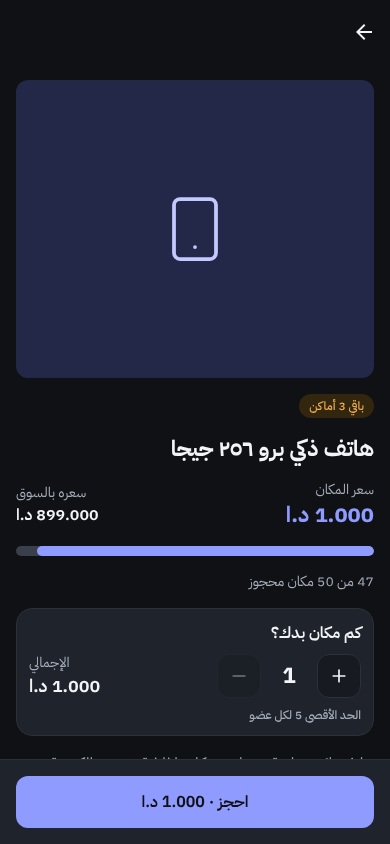 باقي 3 أماكن
هاتف ذكي برو ٢٥٦ جيجا
سعر المكان
سعره بالسوق
1.000 د.ا
899.000 د.ا
47 من 50 مكان محجوز
كم مكان بدك؟
1
الإجمالي
1.000 د.ا
الحد الأقصى 5 لكل عضو
احجز · 1.000 د.ا